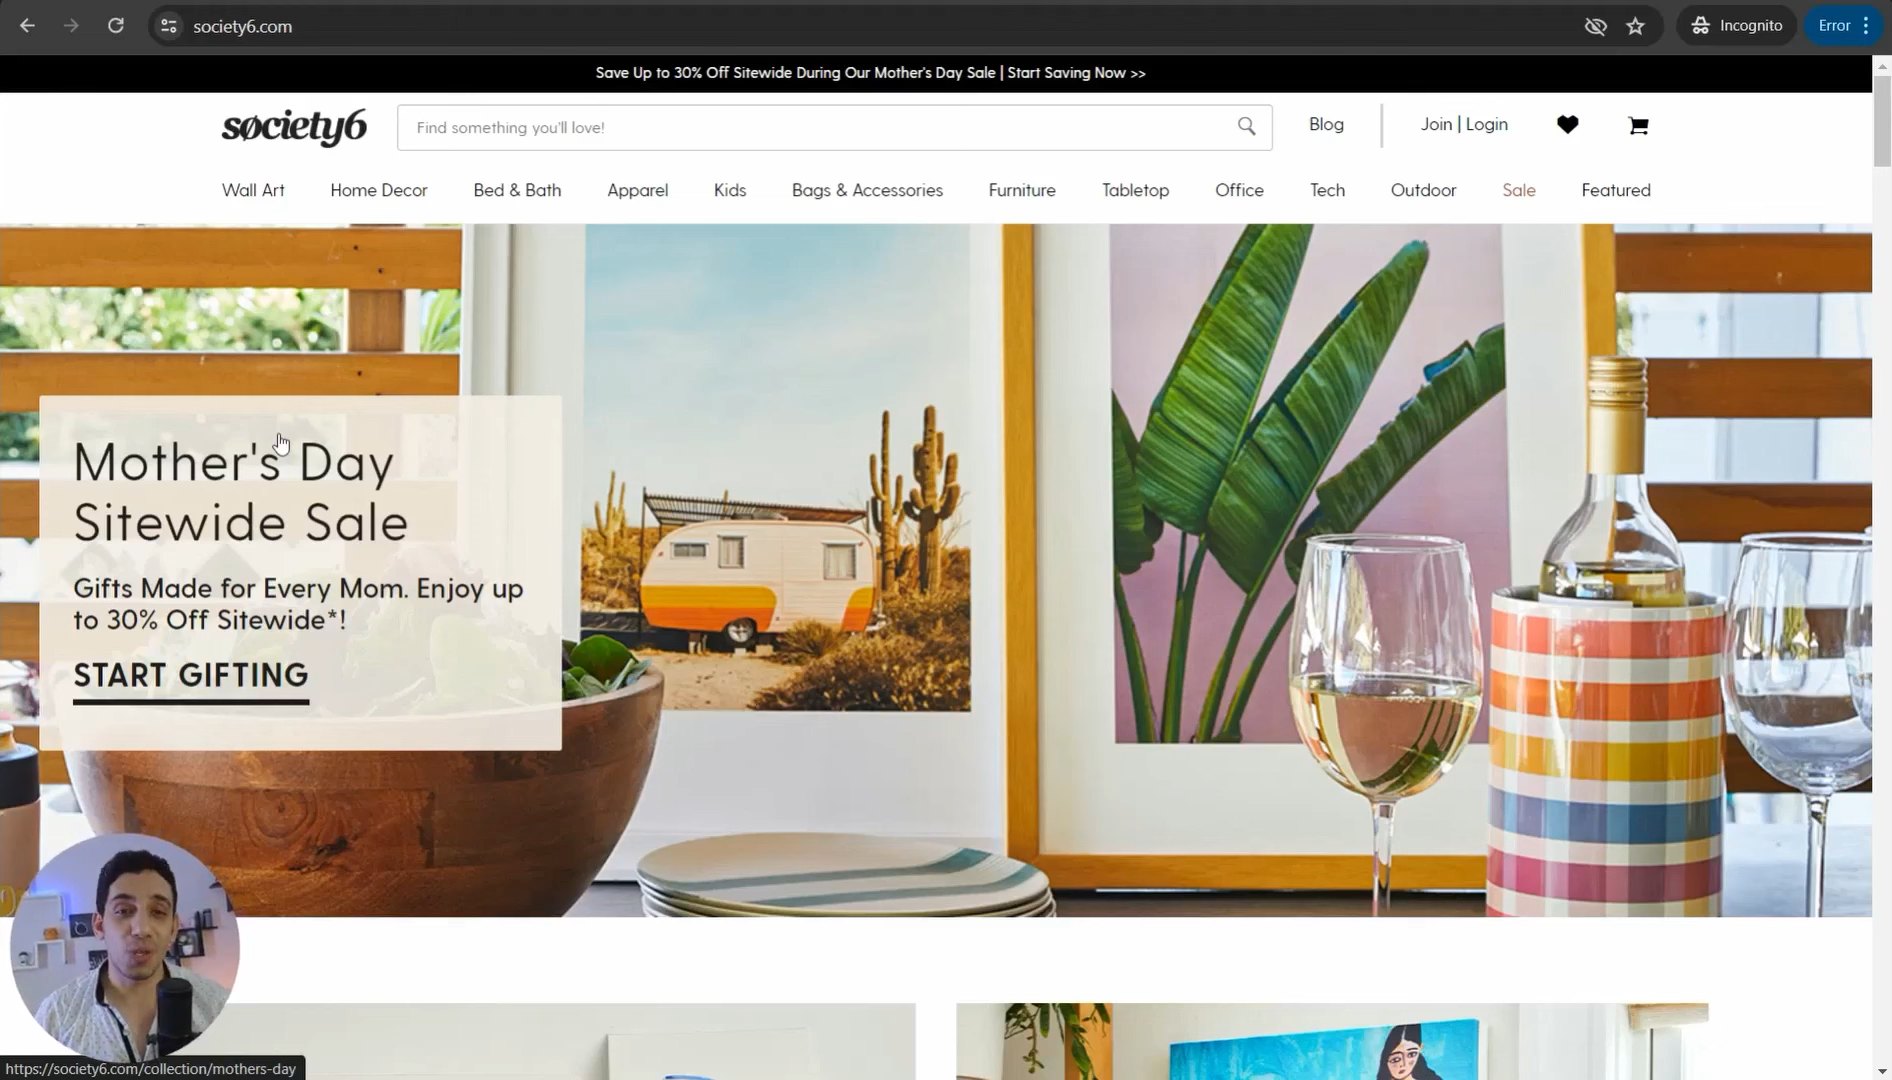 society6.com
Incognito
Error
Save Up to 30% Off Sitewide During Our Mother's Day Sale | Start Saving Now >>
søciety6
Find something you'll love!
Blog
Join | Login
Wall Art
Home Decor
Bed & Bath
Apparel
Kids
Bags & Accessories
Furniture
Tabletop
Office
Tech
Outdoor
Sale
Featured
Mother's Day
Sitewide Sale
Gifts Made for Every Mom. Enjoy up
to 30% Off Sitewide*!
START GIFTING
https://society6.com/collection/mothers-day